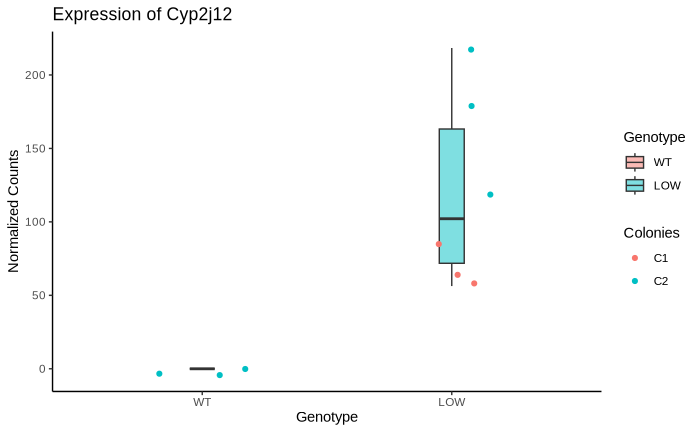 Expression of Cyp2j12
Normalized Counts
200
150
100
50
0
WT
LOW
Genotype
Genotype
WT
LOW
Colonies
C1
C2